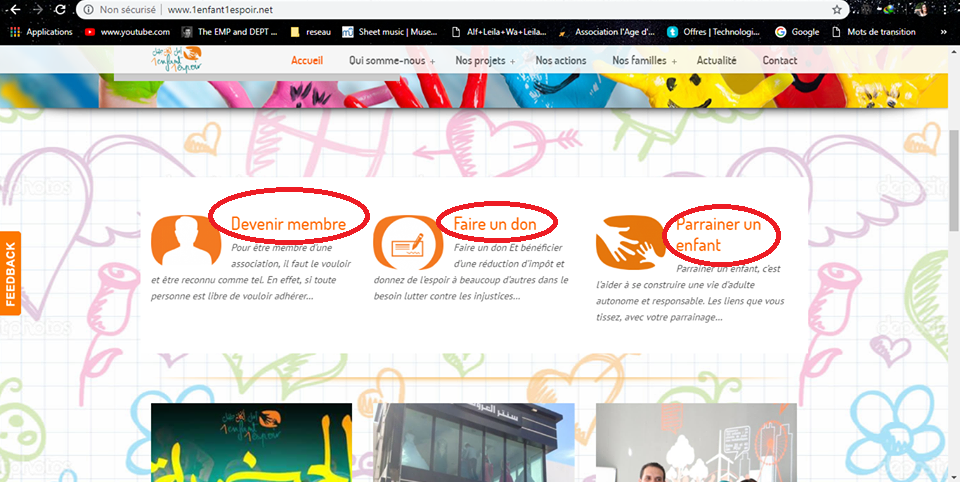 Non sécurisé | www.1enfant1espoir.net
Applications www.youtube.com The EMP and DEPT ... reseau Sheet music | Muse... Alf+Leila+Wa+Leila... Association l'Age d'... Offres | Technologi... Google Mots de transition »
1enfant 1espoir
Accueil Qui somme-nous + Nos projets + Nos actions Nos familles + Actualité Contact
FEEDBACK
Devenir membre
Pour être membre d'une
association, il faut le vouloir
et être reconnu comme tel. En effet, si toute
personne est libre de vouloir adhérer...
Faire un don
Faire un don Et bénéficier
d'une réduction d'impôt et
donnez de l'espoir à beaucoup d'autres dans le
besoin lutter contre les injustices...
Parrainer un
enfant
Parrainer un enfant, c'est
l'aider à se construire une vie d'adulte
autonome et responsable. Les liens que vous
tissez, avec votre parrainage...
1enfant
1espoir